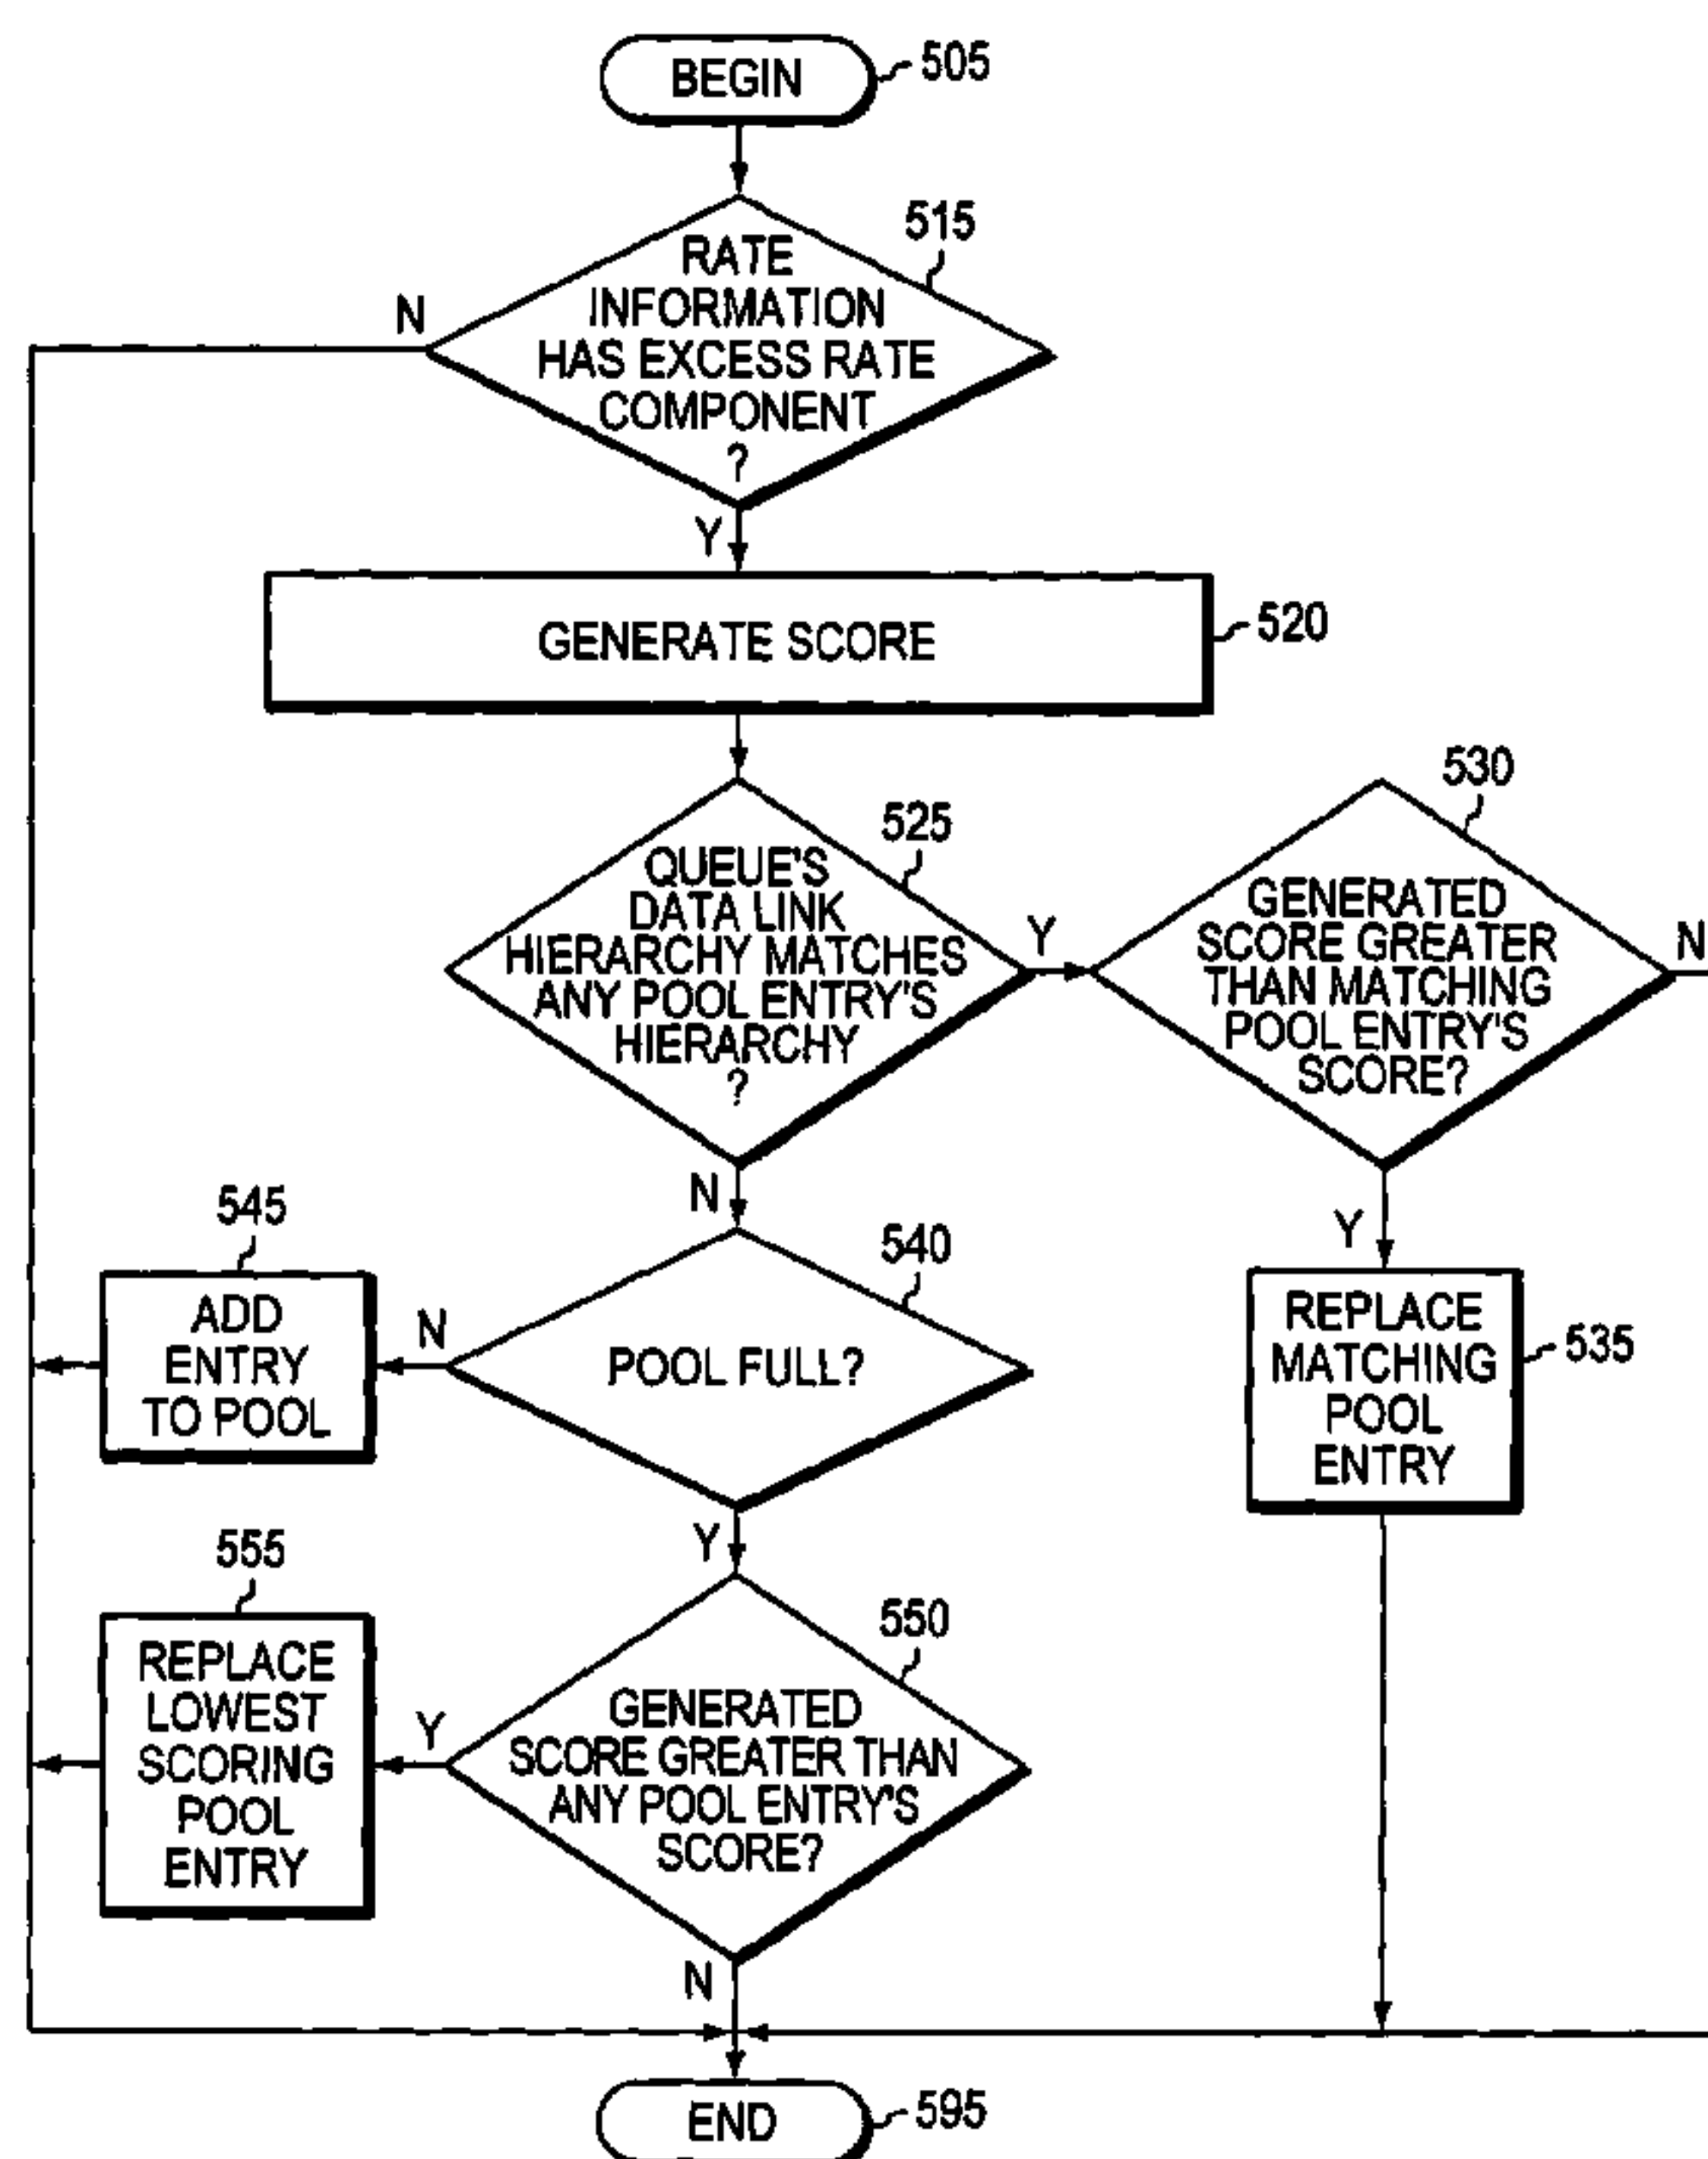 BEGIN
505
515
RATE
INFORMATION
HAS EXCESS RATE
COMPONENT
?
N
Y
GENERATE SCORE
520
525
QUEUE'S
DATA LINK
HIERARCHY MATCHES
ANY POOL ENTRY'S
HIERARCHY
?
Y
N
530
GENERATED
SCORE GREATER
THAN MATCHING
POOL ENTRY'S
SCORE?
N
Y
545
ADD
ENTRY
TO POOL
540
POOL FULL?
N
Y
REPLACE
MATCHING
POOL
ENTRY
535
555
REPLACE
LOWEST
SCORING
POOL
ENTRY
550
GENERATED
SCORE GREATER THAN
ANY POOL ENTRY'S
SCORE?
Y
N
END
595